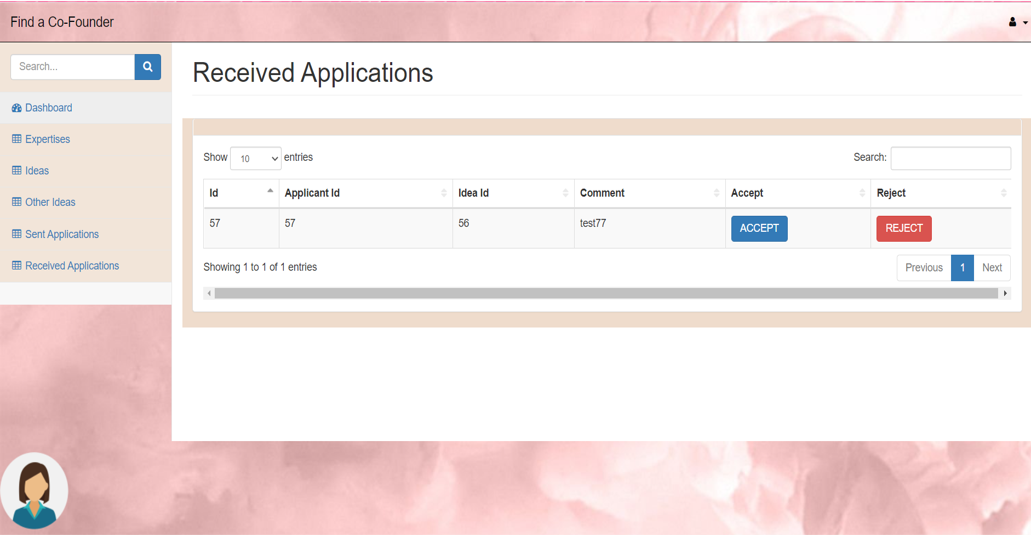 Find a Co-Founder
Search...
Dashboard
Expertises
Ideas
Other Ideas
Sent Applications
Received Applications
Received Applications
Show 10 entries
Search:
Id Applicant Id Idea Id Comment Accept Reject
57 57 56 test77 ACCEPT REJECT
Showing 1 to 1 of 1 entries
Previous 1 Next